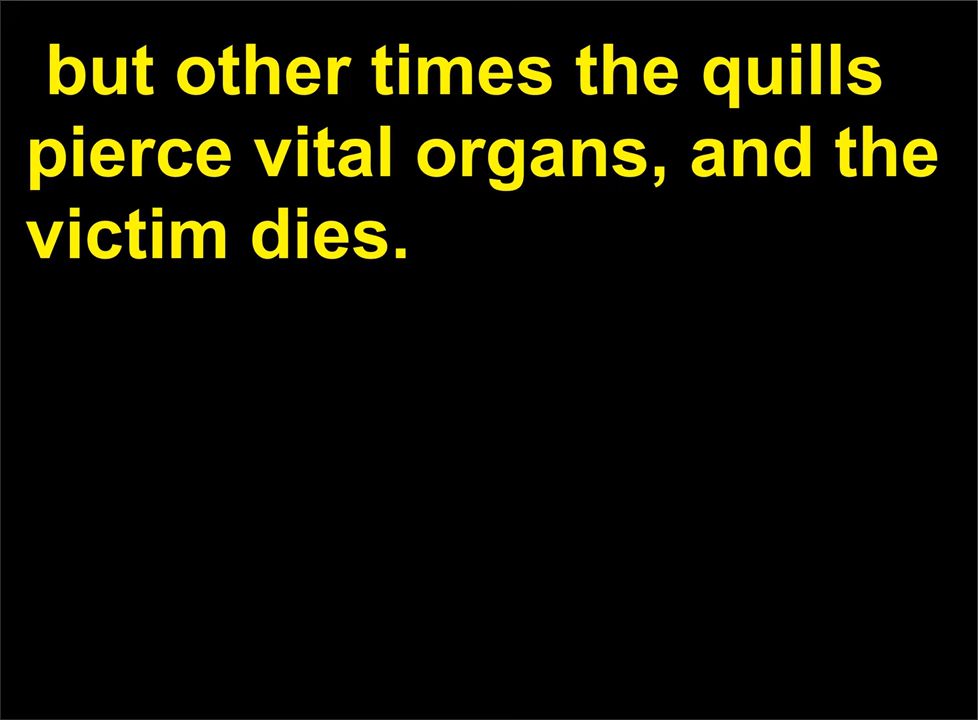 but other times the quills
pierce vital organs, and the
victim dies.